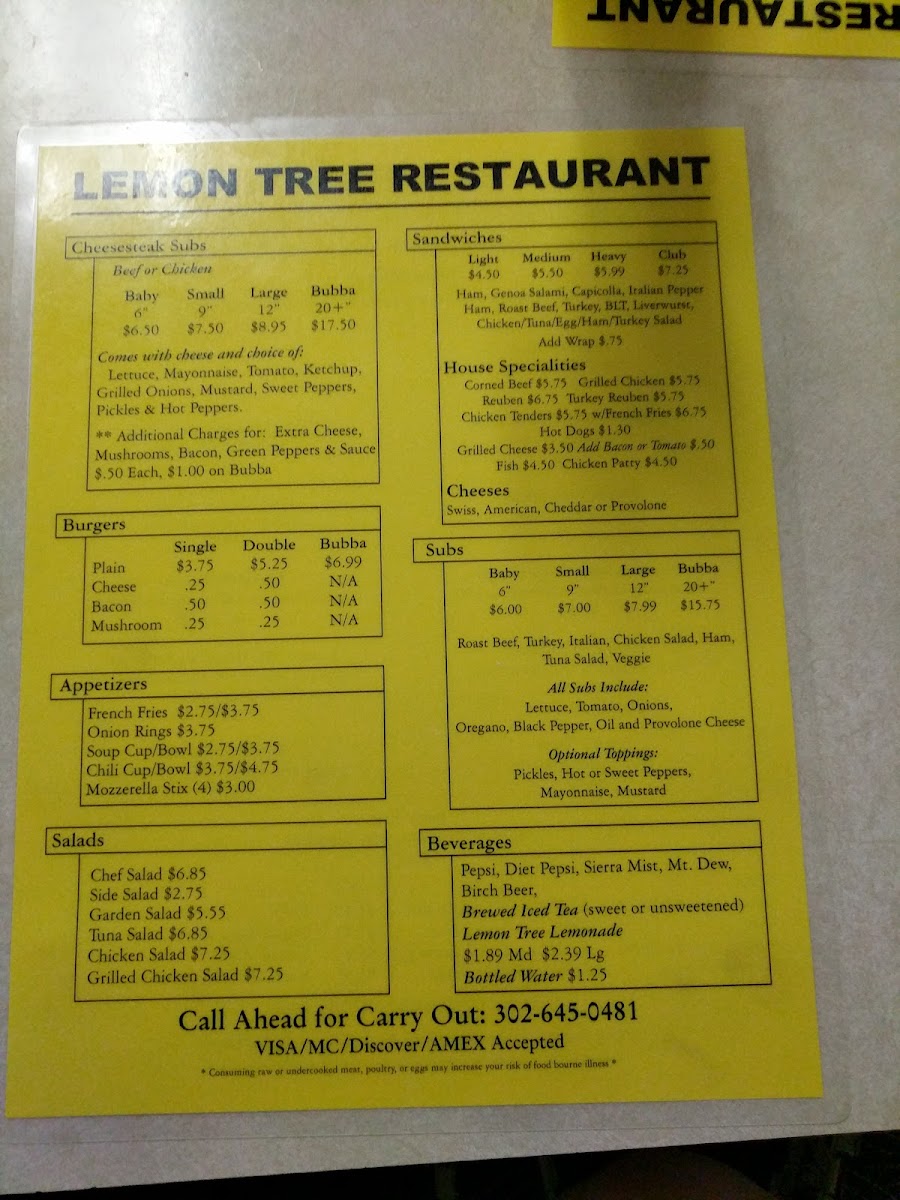 RESTAURANT
LEMON TREE RESTAURANT
Cheesesteak Subs
Beef or Chicken
Baby Small Large Bubba
6" 9" 12" 20+"
$6.50 $7.50 $8.95 $17.50
Comes with cheese and choice of:
Lettuce, Mayonnaise, Tomato, Ketchup,
Grilled Onions, Mustard, Sweet Peppers,
Pickles & Hot Peppers.
** Additional Charges for: Extra Cheese,
Mushrooms, Bacon, Green Peppers & Sauce
$.50 Each, $1.00 on Bubba
Burgers
Single Double Bubba
Plain $3.75 $5.25 $6.99
Cheese .25 .50 N/A
Bacon .50 .50 N/A
Mushroom .25 .25 N/A
Appetizers
French Fries $2.75/$3.75
Onion Rings $3.75
Soup Cup/Bowl $2.75/$3.75
Chili Cup/Bowl $3.75/$4.75
Mozzerella Stix (4) $3.00
Salads
Chef Salad $6.85
Side Salad $2.75
Garden Salad $5.55
Tuna Salad $6.85
Chicken Salad $7.25
Grilled Chicken Salad $7.25
Sandwiches
Light Medium Heavy Club
$4.50 $5.50 $5.99 $7.25
Ham, Genoa Salami, Capicolla, Italian Pepper
Ham, Roast Beef, Turkey, BLT, Liverwurst,
Chicken/Tuna/Egg/Ham/Turkey Salad
Add Wrap $.75
House Specialities
Corned Beef $5.75 Grilled Chicken $5.75
Reuben $6.75 Turkey Reuben $5.75
Chicken Tenders $5.75 w/French Fries $6.75
Hot Dogs $1.30
Grilled Cheese $3.50 Add Bacon or Tomato $.50
Fish $4.50 Chicken Patty $4.50
Cheeses
Swiss, American, Cheddar or Provolone
Subs
Baby Small Large Bubba
6" 9" 12" 20+"
$6.00 $7.00 $7.99 $15.75
Roast Beef, Turkey, Italian, Chicken Salad, Ham,
Tuna Salad, Veggie
All Subs Include:
Lettuce, Tomato, Onions,
Oregano, Black Pepper, Oil and Provolone Cheese
Optional Toppings:
Pickles, Hot or Sweet Peppers,
Mayonnaise, Mustard
Beverages
Pepsi, Diet Pepsi, Sierra Mist, Mt. Dew,
Birch Beer,
Brewed Iced Tea (sweet or unsweetened)
Lemon Tree Lemonade
$1.89 Md $2.39 Lg
Bottled Water $1.25
Call Ahead for Carry Out: 302-645-0481
VISA/MC/Discover/AMEX Accepted
* Consuming raw or undercooked meat, poultry, or eggs may increase your risk of food bourne illness *